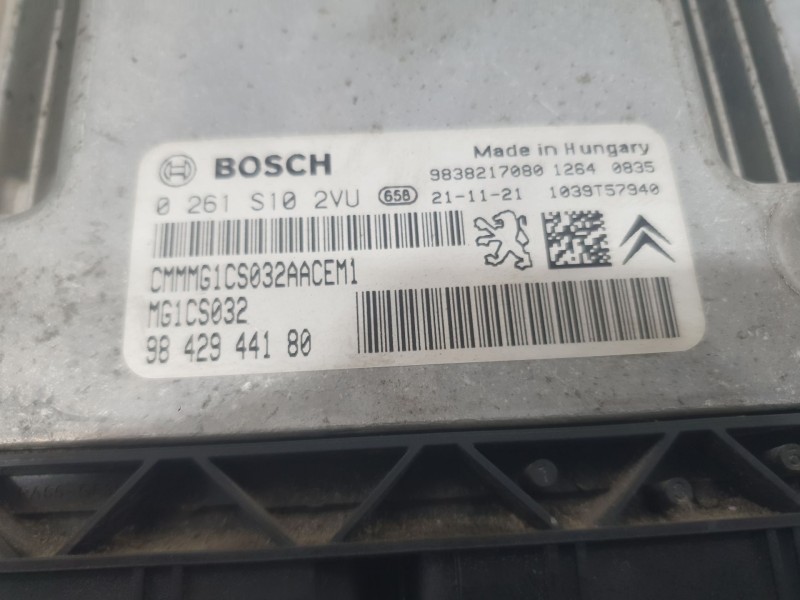 BOSCH
Made in Hungary
9838217080 1264 0835
0 261 S10 2VU 658 21-11-21 1039T57940
CMMMG1CS032AACEM1
MG1CS032
98 429 441 80